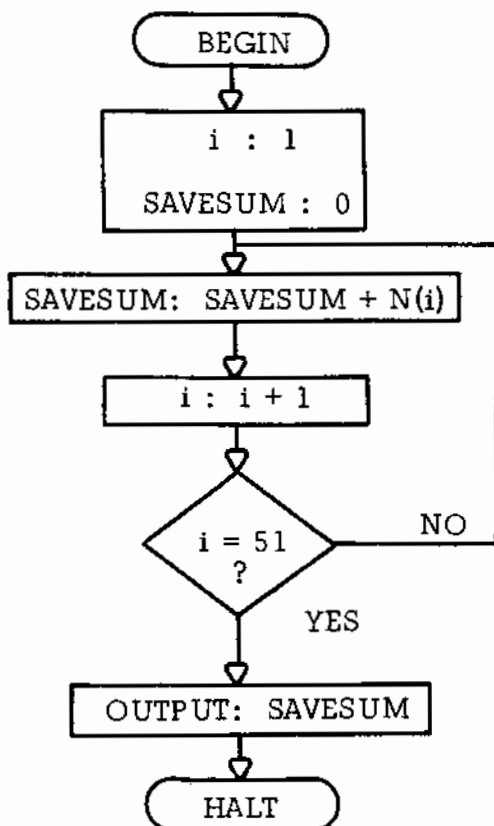 BEGIN
i : 1
SAVESUM : 0
SAVESUM: SAVESUM + N(i)
i : i + 1
i = 51
?
NO
YES
OUTPUT: SAVESUM
HALT